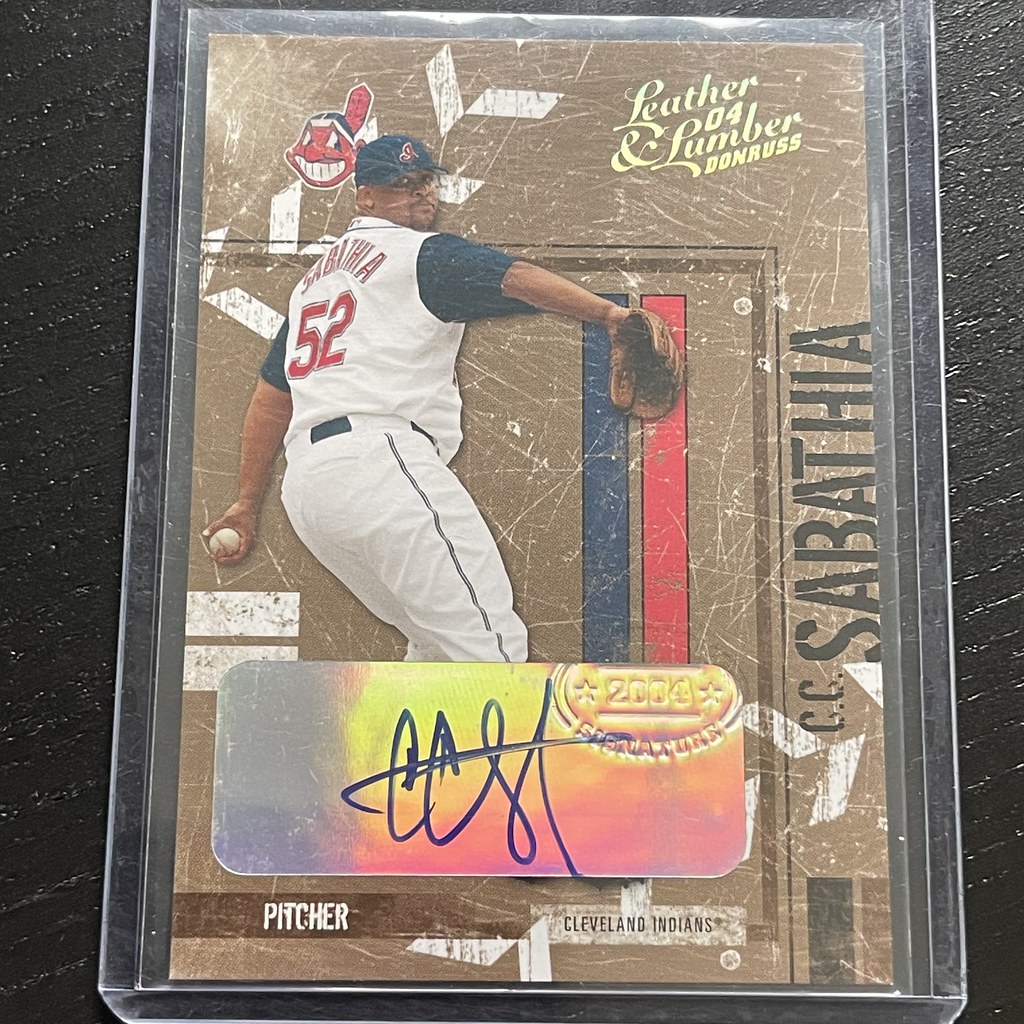 Leather
04
& Lumber
DONRUSS
SABATHIA
52
C.C. SABATHIA
2004
SIGNATURE
PITCHER
CLEVELAND INDIANS